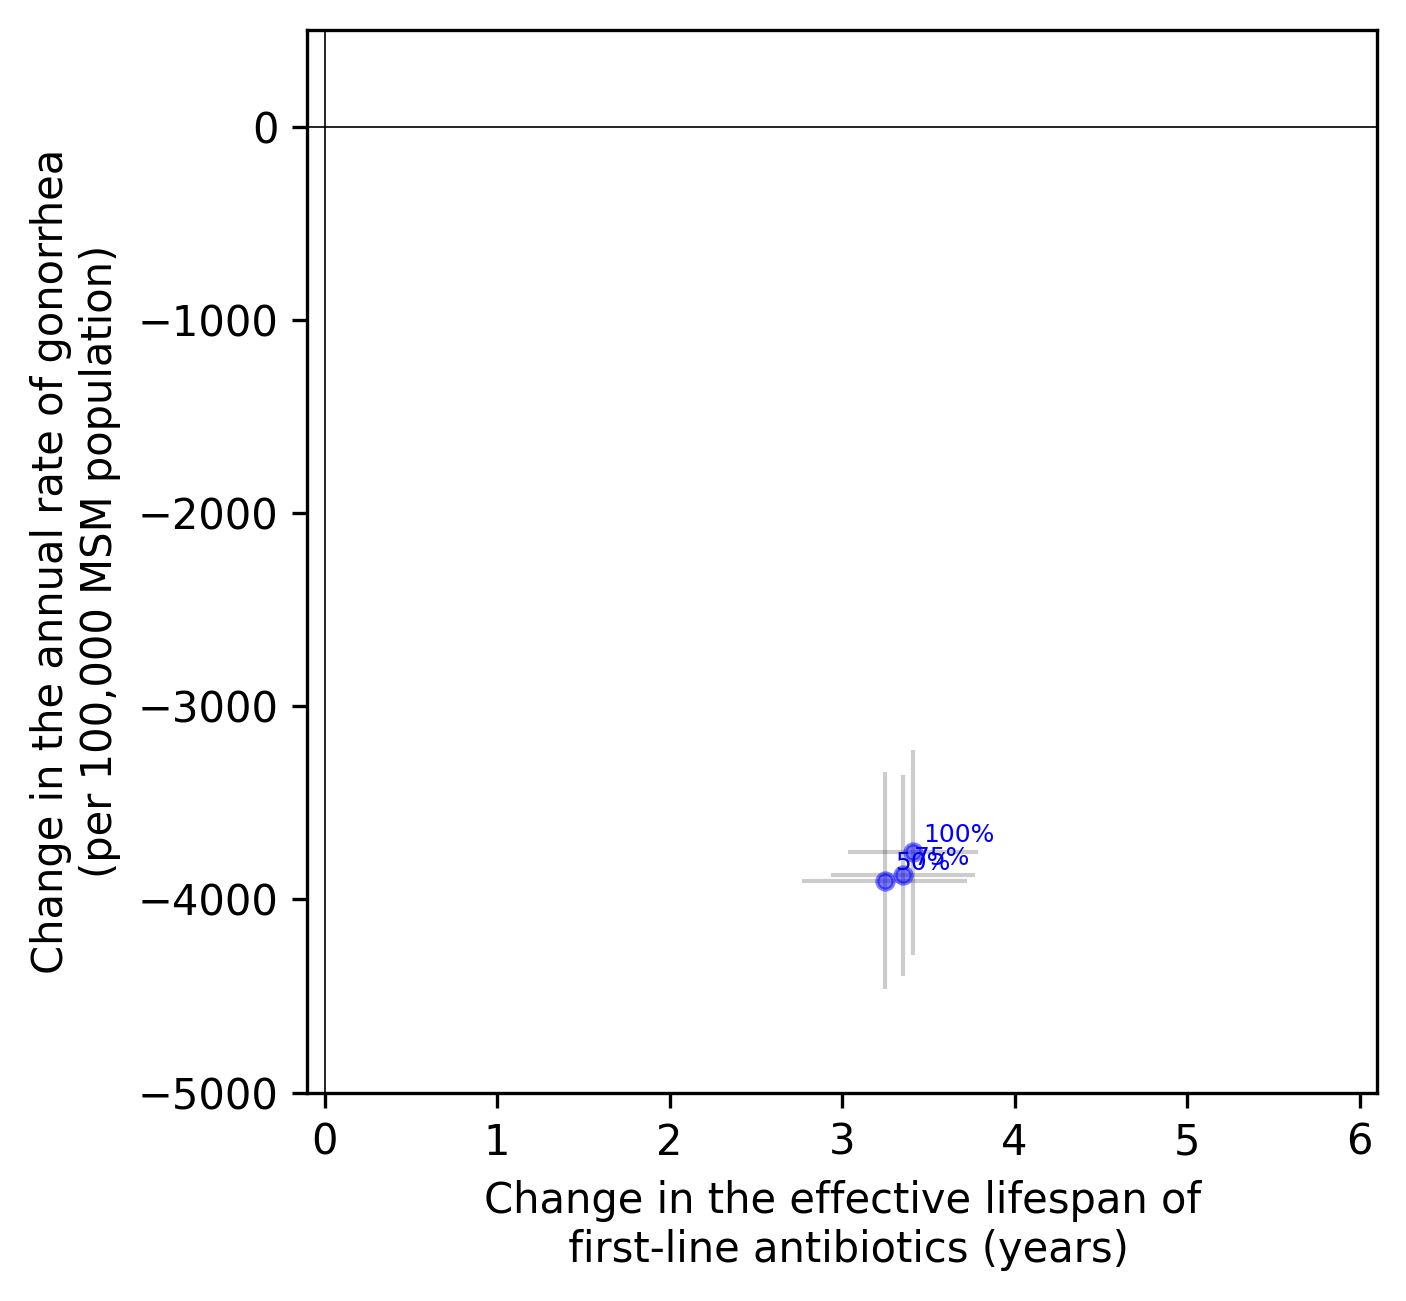 Change in the annual rate of gonorrhea
(per 100,000 MSM population)
0
−1000
−2000
−3000
−4000
−5000
100%
75%
50%
0 1 2 3 4 5 6
Change in the effective lifespan of
first-line antibiotics (years)